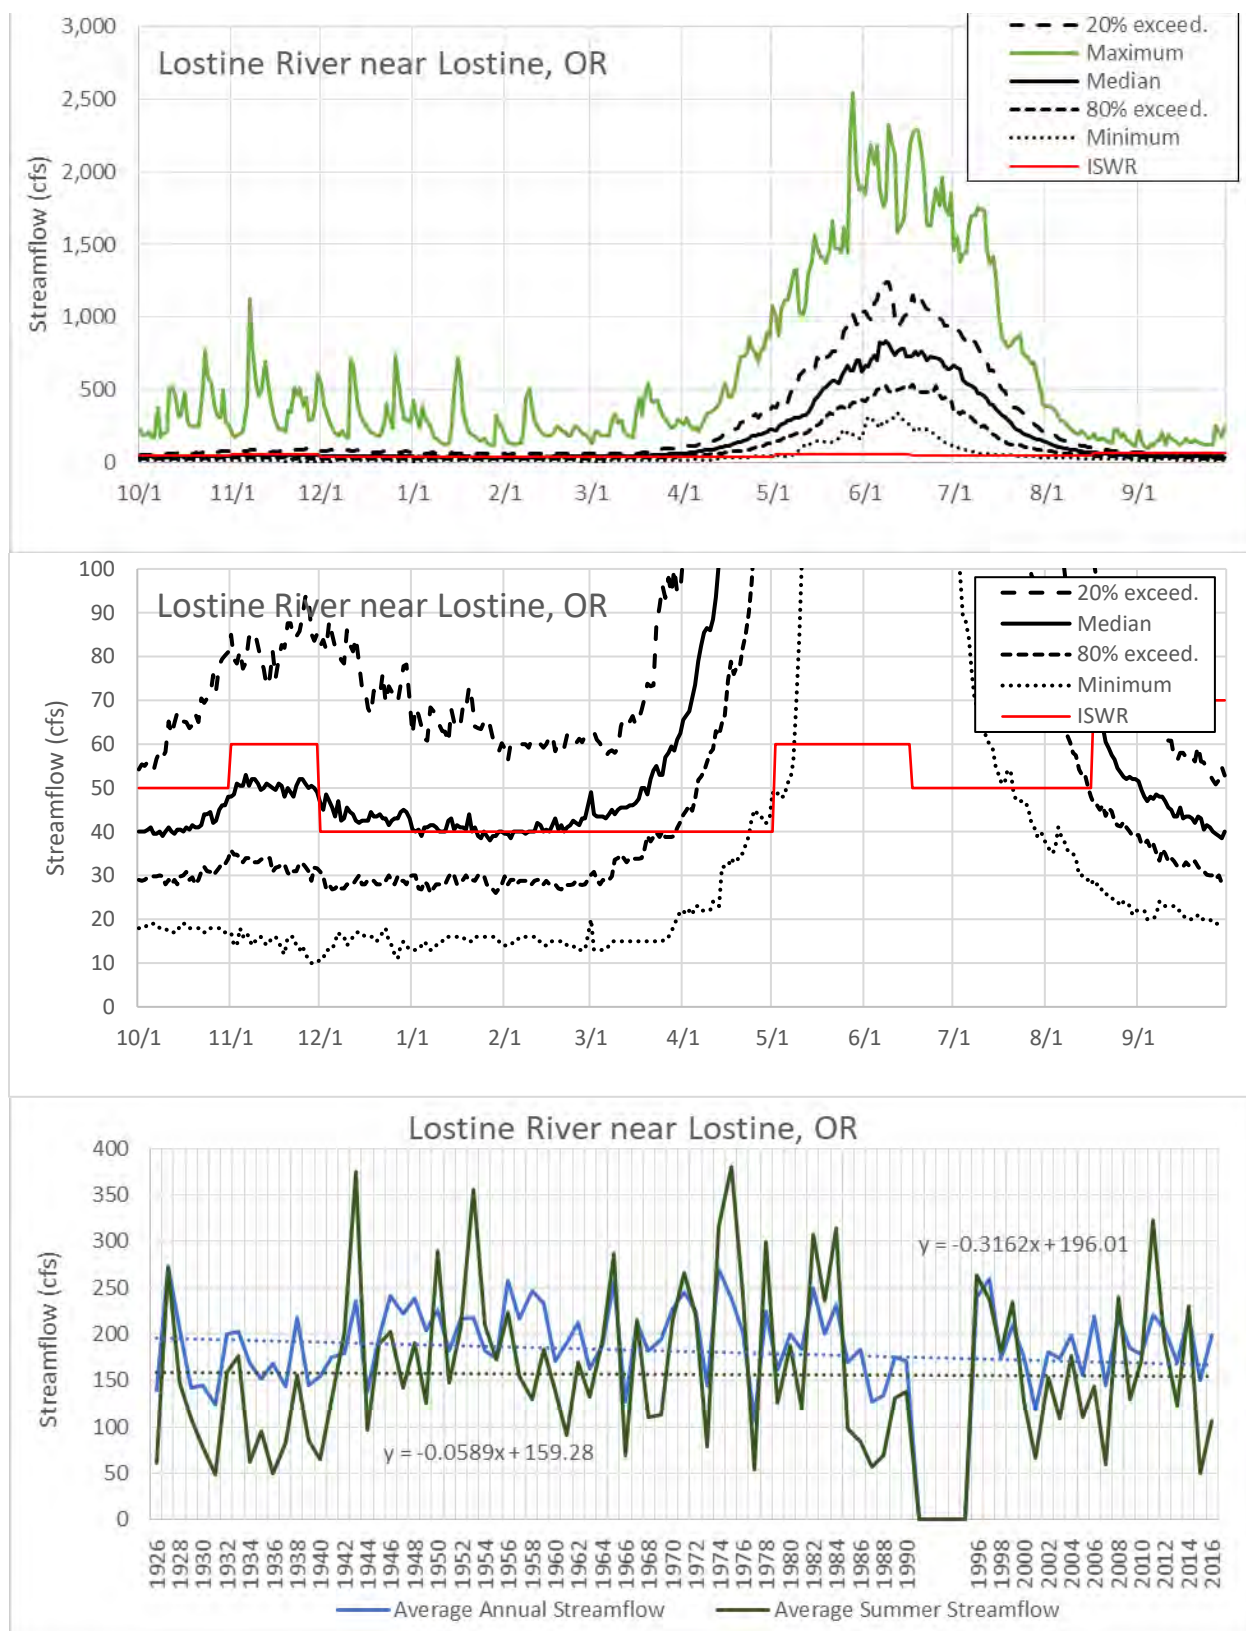 3,000
2,500
2,000
1,500
1,000
500
0
Streamflow (cfs)
Lostine River near Lostine, OR
20% exceed.
Maximum
Median
80% exceed.
Minimum
ISWR
10/1 11/1 12/1 1/1 2/1 3/1 4/1 5/1 6/1 7/1 8/1 9/1
100
90
80
70
60
50
40
30
20
10
0
Streamflow (cfs)
Lostine River near Lostine, OR
20% exceed.
Median
80% exceed.
Minimum
ISWR
10/1 11/1 12/1 1/1 2/1 3/1 4/1 5/1 6/1 7/1 8/1 9/1
Lostine River near Lostine, OR
400
350
300
250
200
150
100
50
0
Streamflow (cfs)
y = -0.3162x + 196.01
y = -0.0589x + 159.28
1926 1928 1930 1932 1934 1936 1938 1940 1942 1944 1946 1948 1950 1952 1954 1956 1958 1960 1962 1964 1966 1968 1970 1972 1974 1976 1978 1980 1982 1984 1986 1988 1990 1996 1998 2000 2002 2004 2006 2008 2010 2012 2014 2016
Average Annual Streamflow Average Summer Streamflow